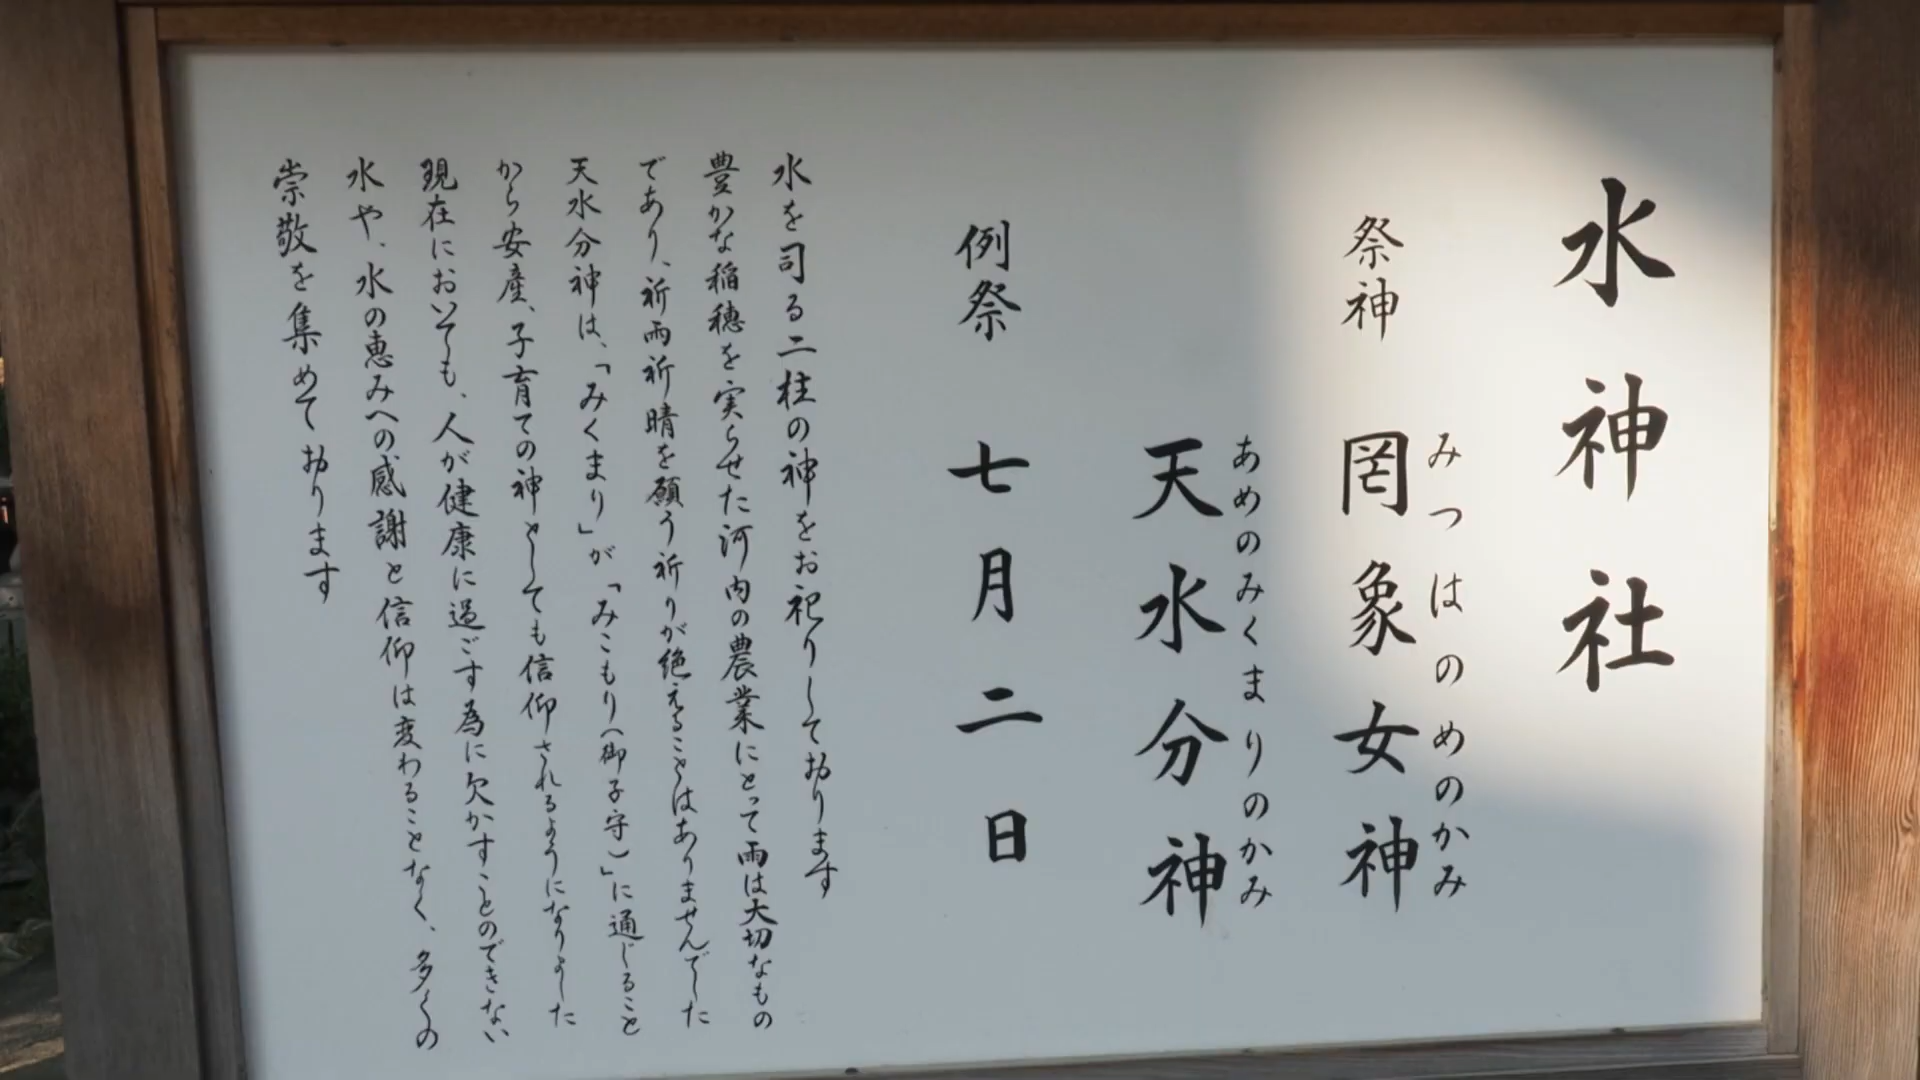 水神社
祭神 罔象女神
みつはのめのかみ
天水分神
あめのみくまりのかみ
例祭 七月二日
水を司る二柱の神をお祀りしております
豊かな稲穂を実らせた河内の農業にとって雨は大切なもの
であり、祈雨祈晴を願う祈りが絶えることはありませんでした
天水分神は、「みくまり」が「みこもり(御子守)」に通じること
から安産、子育ての神としても信仰されるようになりました
現在においても、人が健康に過ごす為に欠かすことのできない
水や、水の恵みへの感謝と信仰は変わることなく、多くの
崇敬を集めております